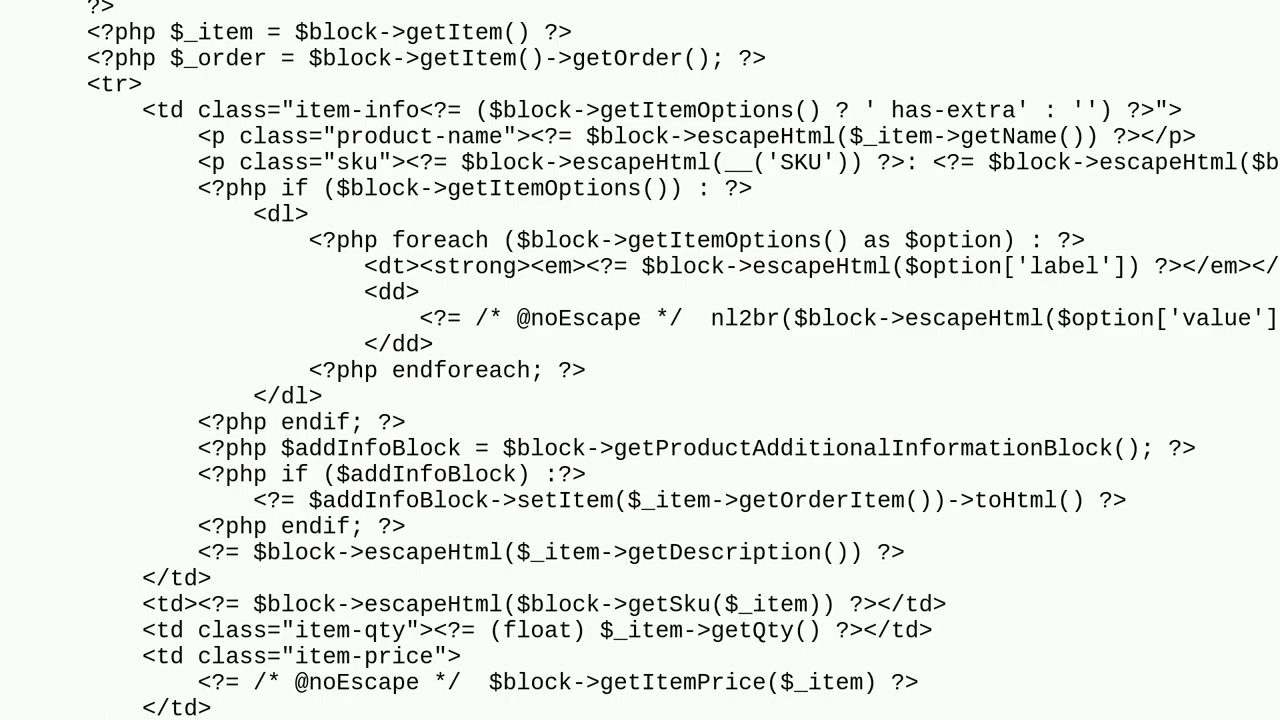 ?>
<?php $_item = $block->getItem() ?>
<?php $_order = $block->getItem()->getOrder(); ?>
<tr>
    <td class="item-info<?= ($block->getItemOptions() ? ' has-extra' : '') ?>">
        <p class="product-name"><?= $block->escapeHtml($_item->getName()) ?></p>
        <p class="sku"><?= $block->escapeHtml(__('SKU')) ?>: <?= $block->escapeHtml($b
        <?php if ($block->getItemOptions()) : ?>
            <dl>
                <?php foreach ($block->getItemOptions() as $option) : ?>
                    <dt><strong><em><?= $block->escapeHtml($option['label']) ?></em></
                    <dd>
                        <?= /* @noEscape */  nl2br($block->escapeHtml($option['value']
                    </dd>
                <?php endforeach; ?>
            </dl>
        <?php endif; ?>
        <?php $addInfoBlock = $block->getProductAdditionalInformationBlock(); ?>
        <?php if ($addInfoBlock) :?>
            <?= $addInfoBlock->setItem($_item->getOrderItem())->toHtml() ?>
        <?php endif; ?>
        <?= $block->escapeHtml($_item->getDescription()) ?>
    </td>
    <td><?= $block->escapeHtml($block->getSku($_item)) ?></td>
    <td class="item-qty"><?= (float) $_item->getQty() ?></td>
    <td class="item-price">
        <?= /* @noEscape */  $block->getItemPrice($_item) ?>
    </td>